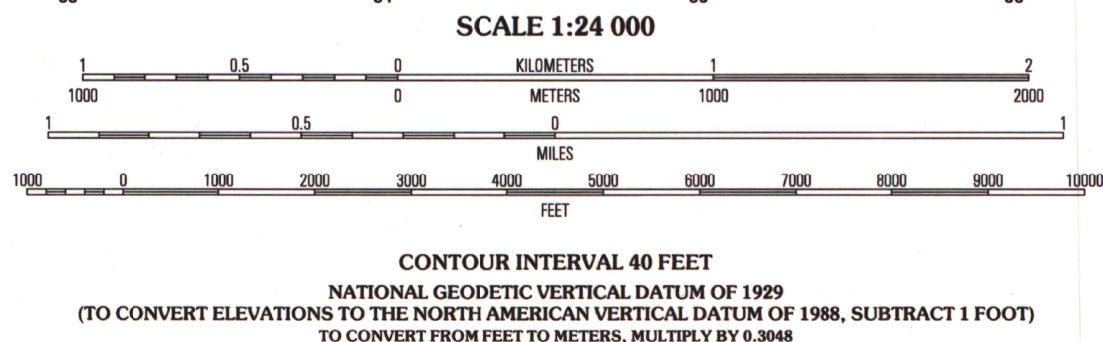 SCALE 1:24 000
1 0.5 0 KILOMETERS 1 2
1000 0 METERS 1000 2000
1 0.5 0 1
MILES
1000 0 1000 2000 3000 4000 5000 6000 7000 8000 9000 10000
FEET
CONTOUR INTERVAL 40 FEET
NATIONAL GEODETIC VERTICAL DATUM OF 1929
(TO CONVERT ELEVATIONS TO THE NORTH AMERICAN VERTICAL DATUM OF 1988, SUBTRACT 1 FOOT)
TO CONVERT FROM FEET TO METERS, MULTIPLY BY 0.3048